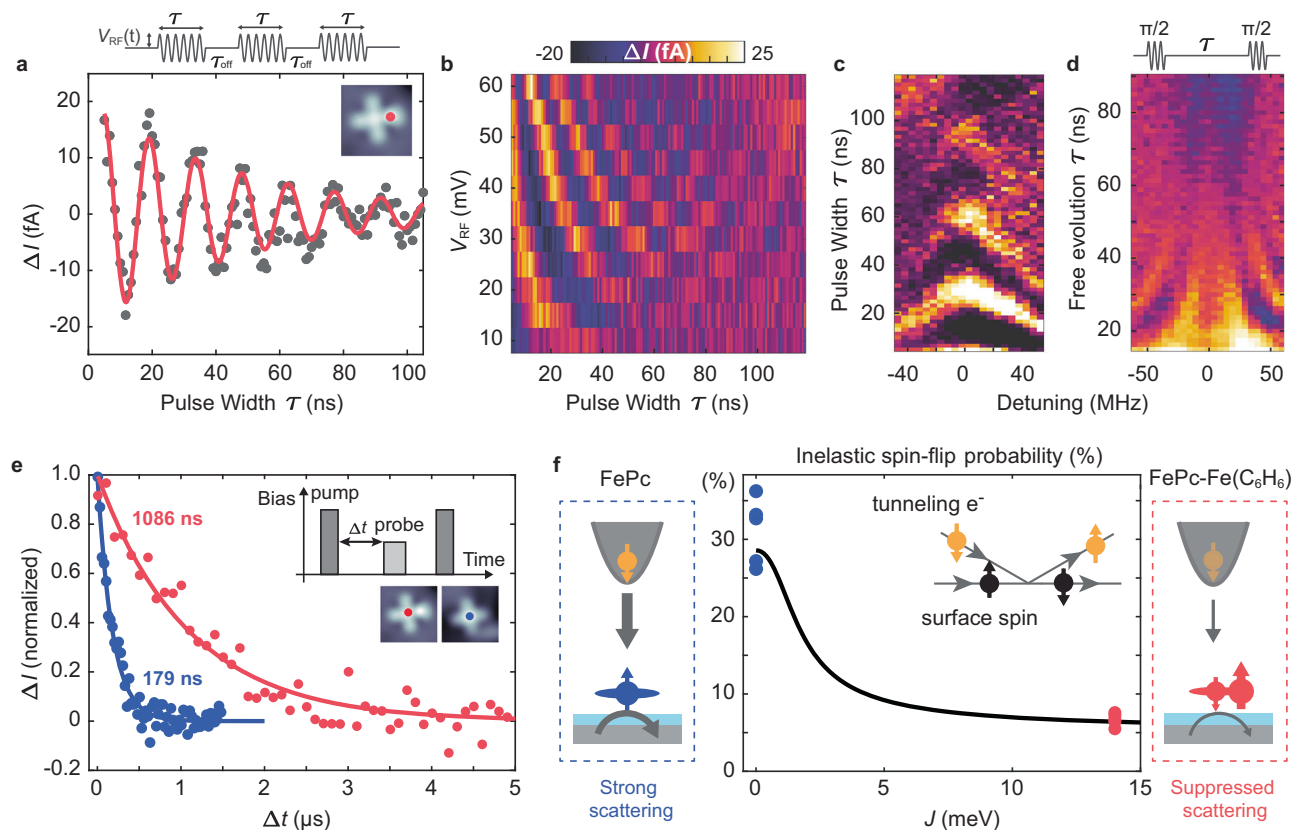 V_RF(t)
τ τ τ
τ_off τ_off
a
ΔI (fA)
20
10
0
-10
-20
0 20 40 60 80 100
Pulse Width τ (ns)
b
-20 ΔI (fA) 25
V_RF (mV)
60
50
40
30
20
10
20 40 60 80 100
Pulse Width τ (ns)
c
Pulse Width τ (ns)
100
80
60
40
20
-40 0 40
d
π/2 τ π/2
Free evolution τ (ns)
80
60
40
20
-50 0 50
Detuning (MHz)
e
ΔI (normalized)
1.0
0.8
0.6
0.4
0.2
0
-0.2
0 1 2 3 4 5
Δt (μs)
1086 ns
179 ns
Bias
pump
Δt probe
Time
f
FePc
Strong
scattering
Inelastic spin-flip probability (%)
(%)
30
20
10
0
0 5 10 15
J (meV)
tunneling e⁻
surface spin
FePc-Fe(C₆H₆)
Suppressed
scattering